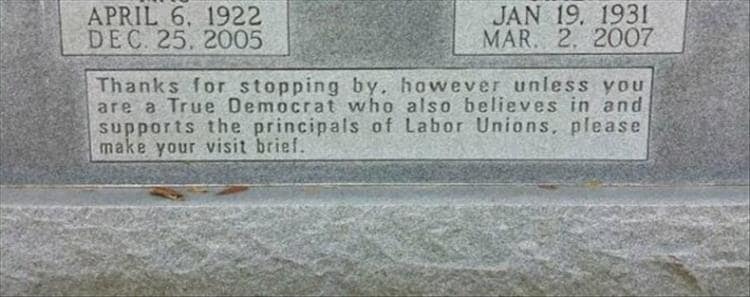 APRIL 6, 1922
DEC. 25, 2005
JAN 19, 1931
MAR. 2, 2007
Thanks for stopping by, however unless you
are a True Democrat who also believes in and
supports the principals of Labor Unions, please
make your visit brief.